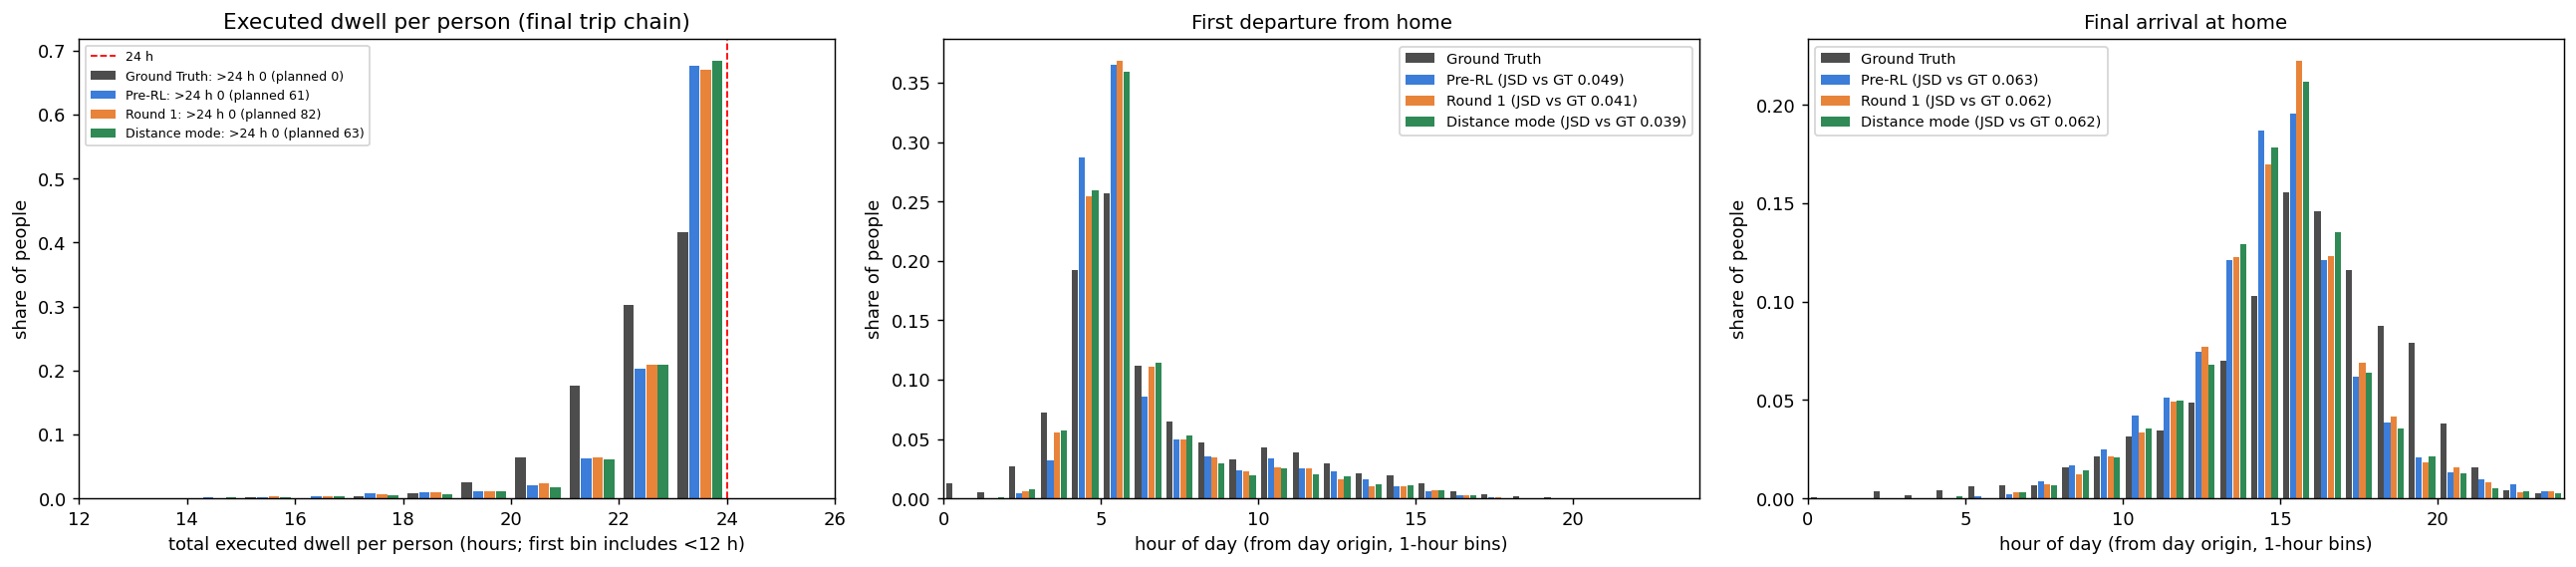 Executed dwell per person (final trip chain)
share of people
0.7
0.6
0.5
0.4
0.3
0.2
0.1
0.0
24 h
Ground Truth: >24 h 0 (planned 0)
Pre-RL: >24 h 0 (planned 61)
Round 1: >24 h 0 (planned 82)
Distance mode: >24 h 0 (planned 63)
12 14 16 18 20 22 24 26
total executed dwell per person (hours; first bin includes <12 h)
First departure from home
share of people
0.35
0.30
0.25
0.20
0.15
0.10
0.05
0.00
Ground Truth
Pre-RL (JSD vs GT 0.049)
Round 1 (JSD vs GT 0.041)
Distance mode (JSD vs GT 0.039)
0 5 10 15 20
hour of day (from day origin, 1-hour bins)
Final arrival at home
share of people
0.20
0.15
0.10
0.05
0.00
Ground Truth
Pre-RL (JSD vs GT 0.063)
Round 1 (JSD vs GT 0.062)
Distance mode (JSD vs GT 0.062)
0 5 10 15 20
hour of day (from day origin, 1-hour bins)